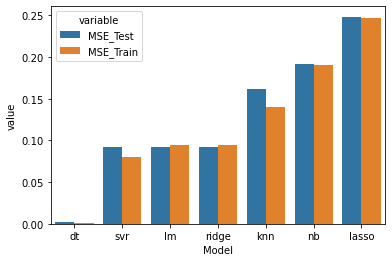 variable
MSE_Test
MSE_Train
0.25
0.20
0.15
0.10
0.05
0.00
value
dt svr lm ridge knn nb lasso
Model